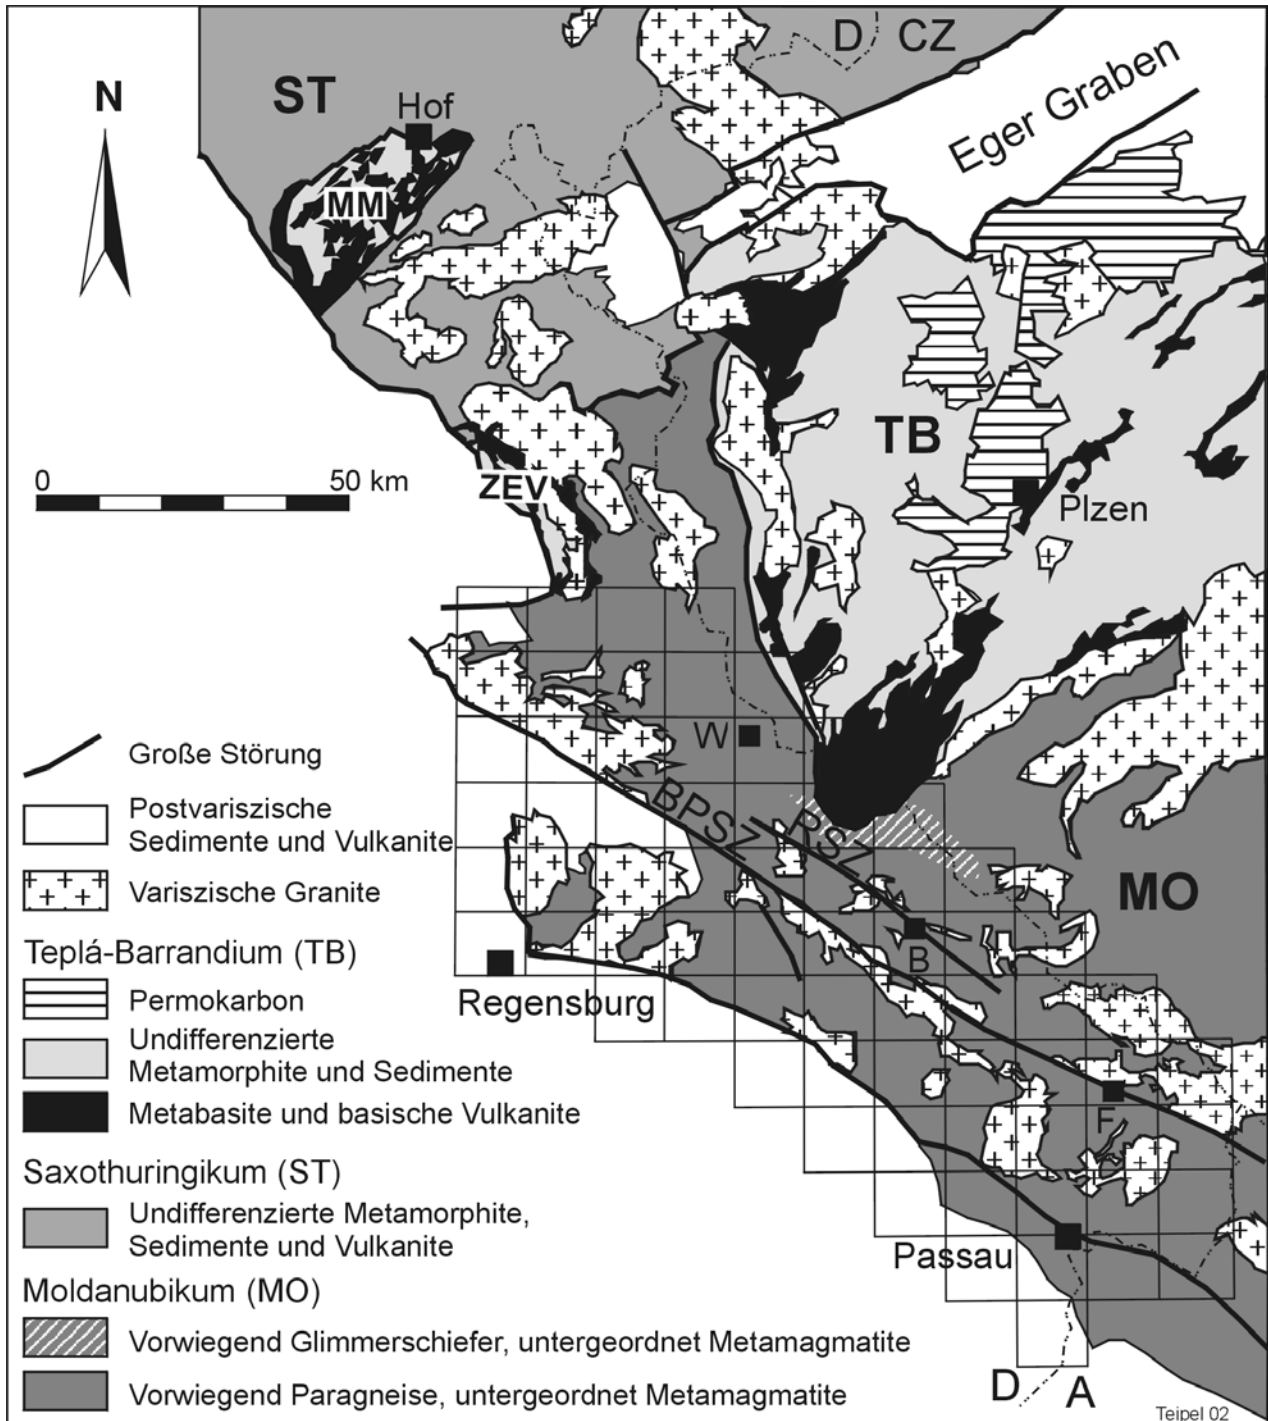 D CZ
Eger Graben
ST
Hof
N
MM
TB
ZEV
0 50 km
Plzen
W
BPSZ
RSZ
MO
B
Regensburg
F
Passau
D A
Große Störung
Postvariszische
Sedimente und Vulkanite
Variszische Granite
Teplá-Barrandium (TB)
Permokarbon
Undifferenzierte
Metamorphite und Sedimente
Metabasite und basische Vulkanite
Saxothuringikum (ST)
Undifferenzierte Metamorphite,
Sedimente und Vulkanite
Moldanubikum (MO)
Vorwiegend Glimmerschiefer, untergeordnet Metamagmatite
Vorwiegend Paragneise, untergeordnet Metamagmatite
Teipel 02